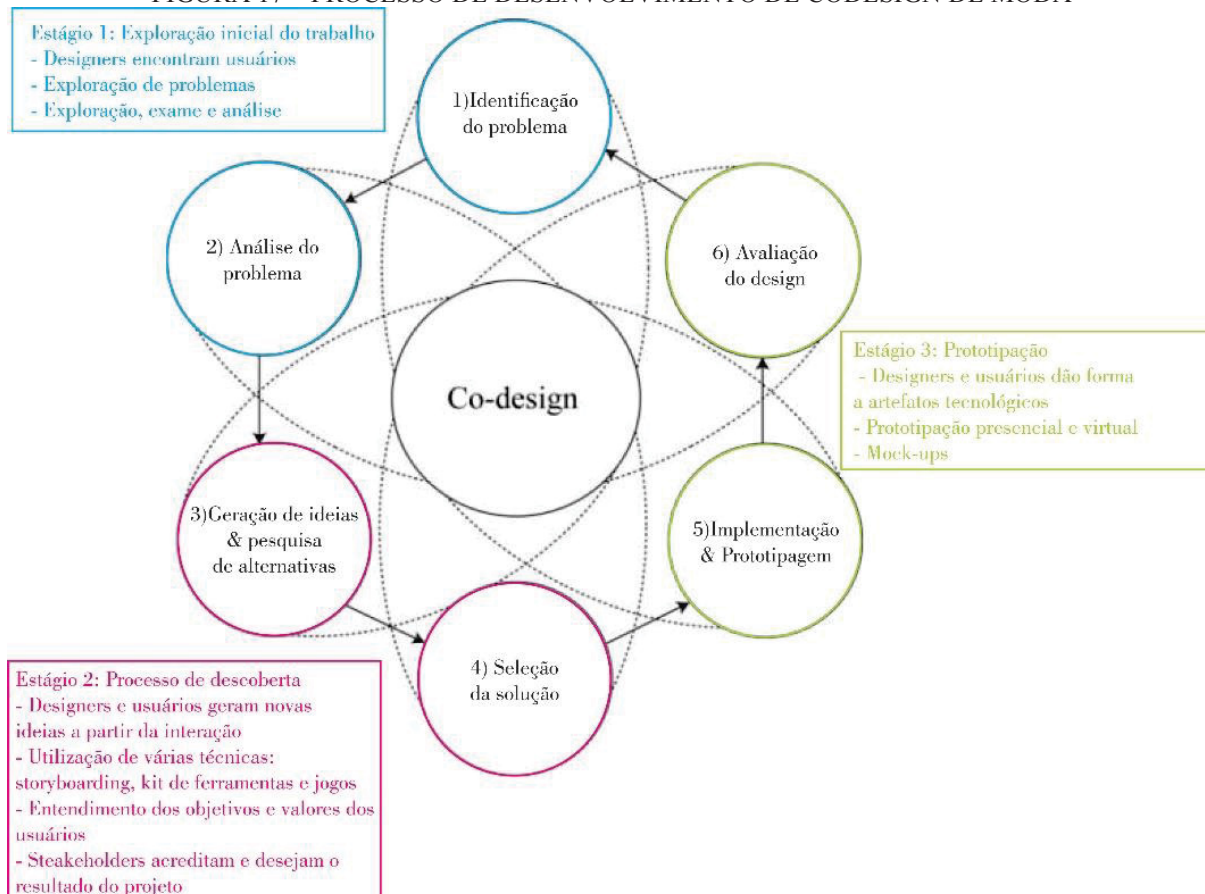 Estágio 1: Exploração inicial do trabalho
- Designers encontram usuários
- Exploração de problemas
- Exploração, exame e análise
1)Identificação
do problema
2) Análise do
problema
6) Avaliação
do design
Co-design
Estágio 3: Prototipação
- Designers e usuários dão forma
a artefatos tecnológicos
- Prototipação presencial e virtual
- Mock-ups
3)Geração de ideias
& pesquisa
de alternativas
5)Implementação
& Prototipagem
4) Seleção
da solução
Estágio 2: Processo de descoberta
- Designers e usuários geram novas
ideias a partir da interação
- Utilização de várias técnicas:
storyboarding, kit de ferramentas e jogos
- Entendimento dos objetivos e valores dos
usuários
- Steakeholders acreditam e desejam o
resultado do projeto